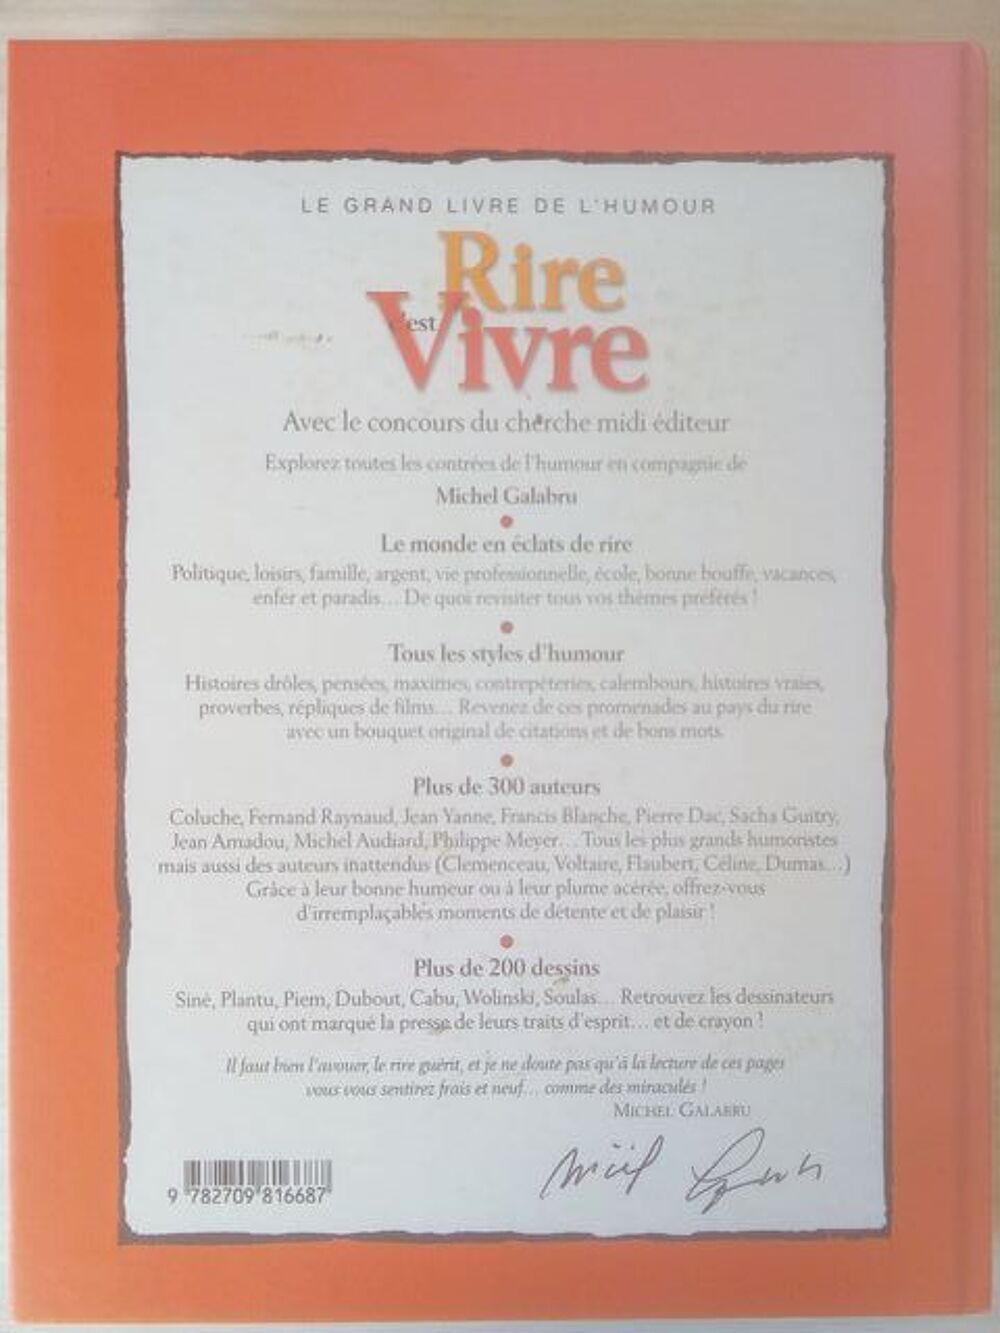 LE GRAND LIVRE DE L'HUMOUR
Rire
c'est
Vivre
Avec le concours du cherche midi éditeur
Explorez toutes les contrées de l'humour en compagnie de
Michel Galabru
Le monde en éclats de rire
Politique, loisirs, famille, argent, vie professionnelle, école, bonne bouffe, vacances,
enfer et paradis... De quoi revisiter tous vos thèmes préférés !
Tous les styles d'humour
Histoires drôles, pensées, maximes, contrepèteries, calembours, histoires vraies,
proverbes, répliques de films... Revenez de ces promenades au pays du rire
avec un bouquet original de citations et de bons mots.
Plus de 300 auteurs
Coluche, Fernand Raynaud, Jean Yanne, Francis Blanche, Pierre Dac, Sacha Guitry,
Jean Amadou, Michel Audiard, Philippe Meyer... Tous les plus grands humoristes
mais aussi des auteurs inattendus (Clemenceau, Voltaire, Flaubert, Céline, Dumas...)
Grâce à leur bonne humeur ou à leur plume acérée, offrez-vous
d'irremplaçables moments de détente et de plaisir !
Plus de 200 dessins
Siné, Plantu, Piem, Dubout, Cabu, Wolinski, Soulas... Retrouvez les dessinateurs
qui ont marqué la presse de leurs traits d'esprit... et de crayon !
Il faut bien l'avouer, le rire guérit, et je ne doute pas qu'à la lecture de ces pages
vous vous sentirez frais et neuf... comme des miraculés !
MICHEL GALABRU
9 782709 816687